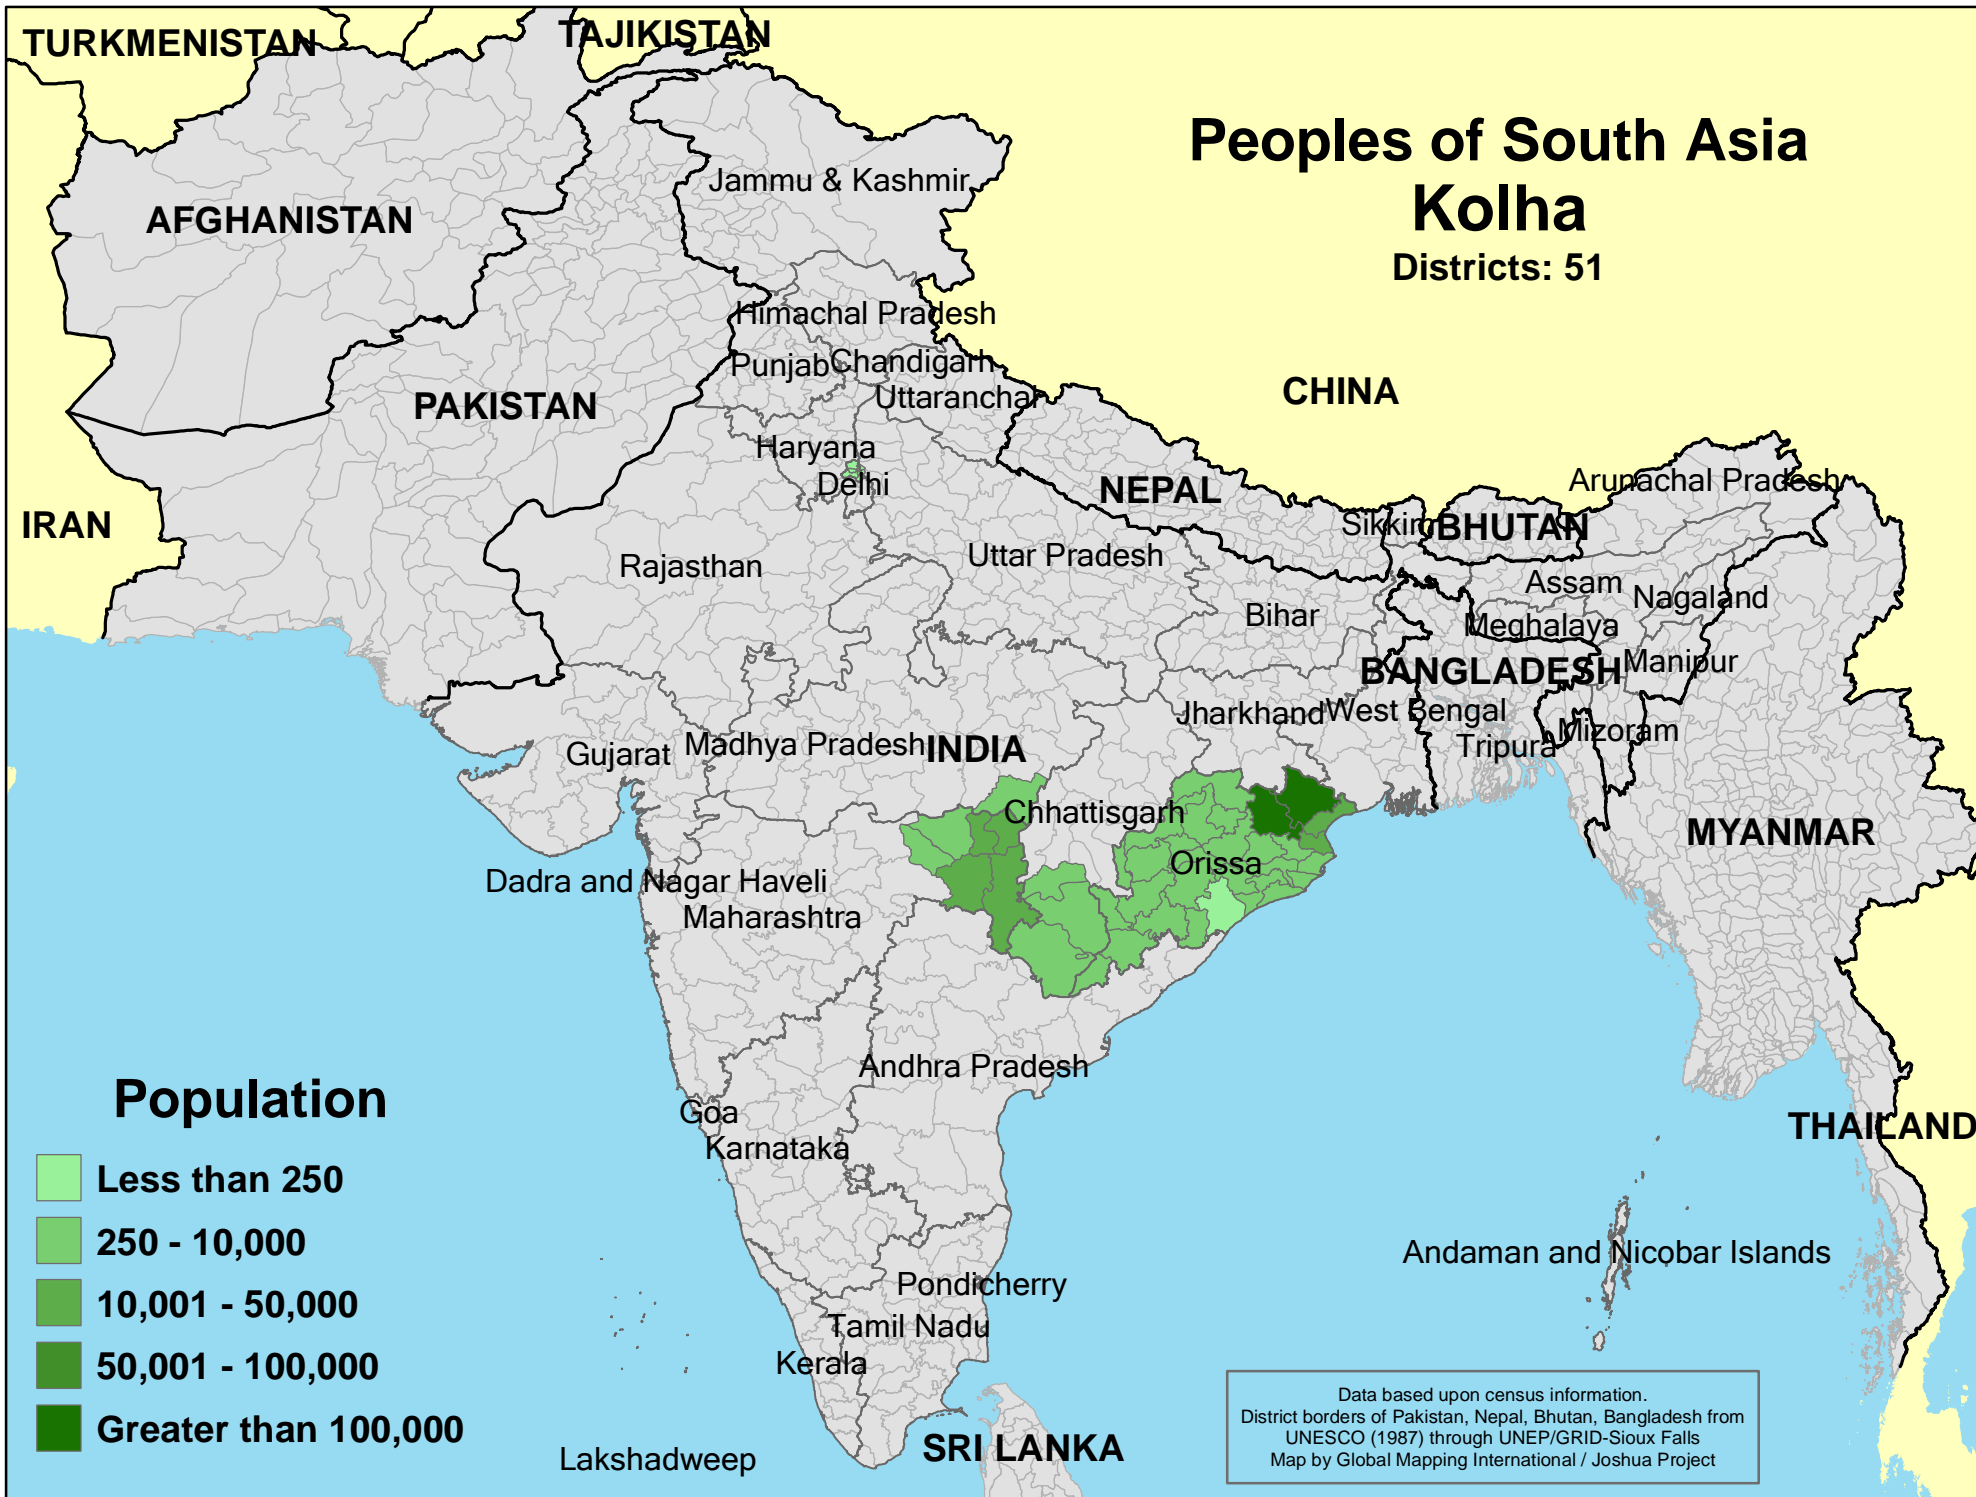 TURKMENISTAN
TAJIKISTAN
Peoples of South Asia
Kolha
Districts: 51
Jammu & Kashmir
AFGHANISTAN
Himachal Pradesh
Punjab
Chandigarh
Uttaranchal
CHINA
PAKISTAN
Haryana
Delhi
NEPAL
Arunachal Pradesh
IRAN
Sikkim
BHUTAN
Rajasthan
Uttar Pradesh
Assam
Nagaland
Bihar
Meghalaya
BANGLADESH
Manipur
Jharkhand
West Bengal
Gujarat
Madhya Pradesh
INDIA
Tripura
Mizoram
Chhattisgarh
MYANMAR
Orissa
Dadra and Nagar Haveli
Maharashtra
Andhra Pradesh
Goa
Karnataka
THAILAND
Population
Less than 250
250 - 10,000
10,001 - 50,000
50,001 - 100,000
Greater than 100,000
Andaman and Nicobar Islands
Pondicherry
Tamil Nadu
Kerala
Lakshadweep
SRI LANKA
Data based upon census information.
District borders of Pakistan, Nepal, Bhutan, Bangladesh from
UNESCO (1987) through UNEP/GRID-Sioux Falls
Map by Global Mapping International / Joshua Project